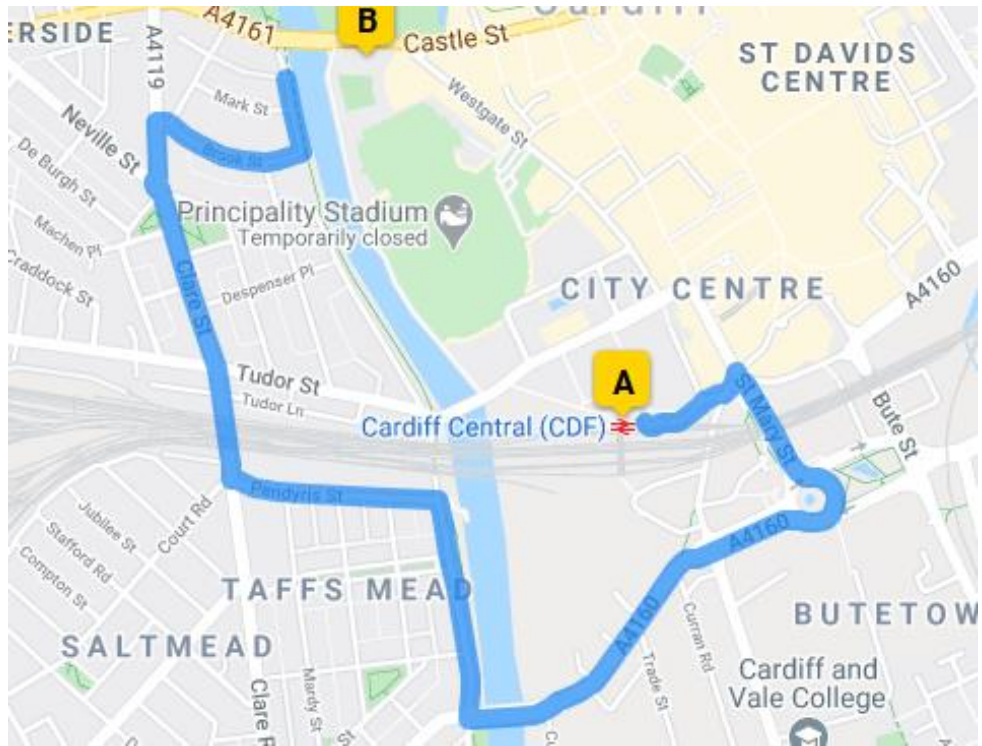 Cardiff
A4161
B
Castle St
ERSIDE
A4119
ST DAVIDS
CENTRE
Mark St
Westgate St
Neville St
Brook St
De Burgh St
Principality Stadium
Temporarily closed
Machen Pl
Craddock St
Clare St
Despenser Pl
CITY CENTRE
A4160
Tudor St
A
Tudor Ln
St Mary St
Bute St
Cardiff Central (CDF)
Pendyris St
Jubilee St
Court Rd
A4160
Stafford Rd
Compton St
TAFFS MEAD
A4160
Curran Rd
BUTETOW
SALTMEAD
Trade St
Mardy St
Clare R
Cardiff and
Vale College